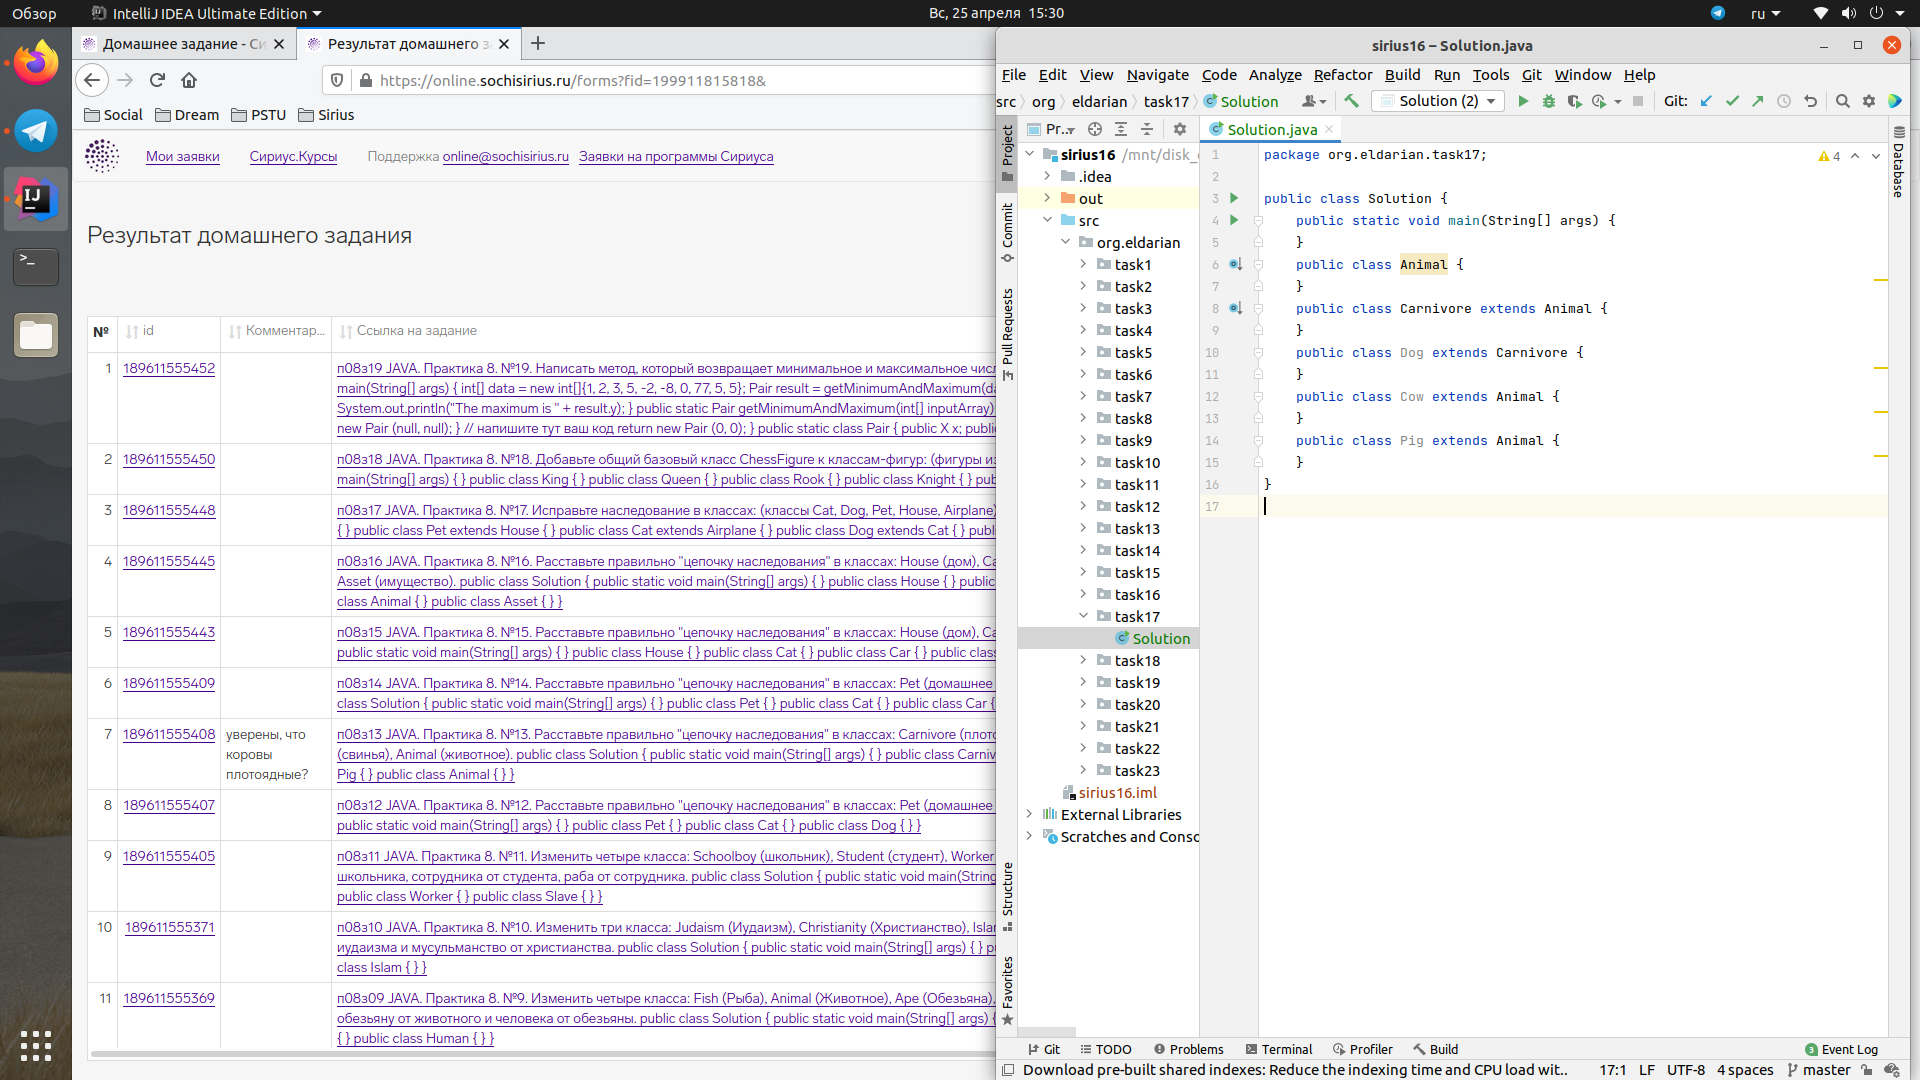 Обзор
IntelliJ IDEA Ultimate Edition
Вс, 25 апреля 15:30
ru
Домашнее задание - Си
Результат домашнего з
https://online.sochisirius.ru/forms?fid=199911815818&
Social
Dream
PSTU
Sirius
Мои заявки
Сириус.Курсы
Поддержка online@sochisirius.ru
Заявки на программы Сириуса
Результат домашнего задания
№ id Комментар... Ссылка на задание
1 189611555452 п08з19 JAVA. Практика 8. №19. Написать метод, который возвращает минимальное и максимальное числ
main(String[] args) { int[] data = new int[]{1, 2, 3, 5, -2, -8, 0, 77, 5, 5}; Pair result = getMinimumAndMaximum(da
System.out.println("The maximum is " + result.y); } public static Pair getMinimumAndMaximum(int[] inputArray)
new Pair (null, null); } // напишите тут ваш код return new Pair (0, 0); } public static class Pair { public X x; publi
2 189611555450 п08з18 JAVA. Практика 8. №18. Добавьте общий базовый класс ChessFigure к классам-фигур: (фигуры из
main(String[] args) { } public class King { } public class Queen { } public class Rook { } public class Knight { } pub
3 189611555448 п08з17 JAVA. Практика 8. №17. Исправьте наследование в классах: (классы Cat, Dog, Pet, House, Airplane)
{ } public class Pet extends House { } public class Cat extends Airplane { } public class Dog extends Cat { } public
4 189611555445 п08з16 JAVA. Практика 8. №16. Расставьте правильно "цепочку наследования" в классах: House (дом), Ca
Asset (имущество). public class Solution { public static void main(String[] args) { } public class House { } public
class Animal { } public class Asset { } }
5 189611555443 п08з15 JAVA. Практика 8. №15. Расставьте правильно "цепочку наследования" в классах: House (дом), Ca
public static void main(String[] args) { } public class House { } public class Cat { } public class Car { } public class
6 189611555409 п08з14 JAVA. Практика 8. №14. Расставьте правильно "цепочку наследования" в классах: Pet (домашнее
class Solution { public static void main(String[] args) { } public class Pet { } public class Cat { } public class Car {
7 189611555408 уверены, что коровы плотоядные? п08з13 JAVA. Практика 8. №13. Расставьте правильно "цепочку наследования" в классах: Carnivore (плото
(свинья), Animal (животное). public class Solution { public static void main(String[] args) { } public class Carniv
Pig { } public class Animal { } }
8 189611555407 п08з12 JAVA. Практика 8. №12. Расставьте правильно "цепочку наследования" в классах: Pet (домашнее
public static void main(String[] args) { } public class Pet { } public class Cat { } public class Dog { } }
9 189611555405 п08з11 JAVA. Практика 8. №11. Изменить четыре класса: Schoolboy (школьник), Student (студент), Worker
школьника, сотрудника от студента, раба от сотрудника. public class Solution { public static void main(String
public class Worker { } public class Slave { } }
10 189611555371 п08з10 JAVA. Практика 8. №10. Изменить три класса: Judaism (Иудаизм), Christianity (Христианство), Islam
иудаизма и мусульманство от христианства. public class Solution { public static void main(String[] args) { } pu
class Islam { } }
11 189611555369 п08з09 JAVA. Практика 8. №9. Изменить четыре класса: Fish (Рыба), Animal (Животное), Ape (Обезьяна),
обезьяну от животного и человека от обезьяны. public class Solution { public static void main(String[] args) {
{ } public class Human { } }
sirius16 – Solution.java
File Edit View Navigate Code Analyze Refactor Build Run Tools Git Window Help
src org eldarian task17 Solution
Solution (2)
Git:
Project
Commit
Pull Requests
Structure
Favorites
Database
Pr...
Solution.java
sirius16 /mnt/disk_
.idea
out
src
org.eldarian
task1
task2
task3
task4
task5
task6
task7
task8
task9
task10
task11
task12
task13
task14
task15
task16
task17
Solution
task18
task19
task20
task21
task22
task23
sirius16.iml
External Libraries
Scratches and Conso
4
1 package org.eldarian.task17;
2
3 public class Solution {
4 public static void main(String[] args) {
5 }
6 public class Animal {
7 }
8 public class Carnivore extends Animal {
9 }
10 public class Dog extends Carnivore {
11 }
12 public class Cow extends Animal {
13 }
14 public class Pig extends Animal {
15 }
16 }
17
Git
TODO
Problems
Terminal
Profiler
Build
3 Event Log
Download pre-built shared indexes: Reduce the indexing time and CPU load wit..
17:1 LF UTF-8 4 spaces master